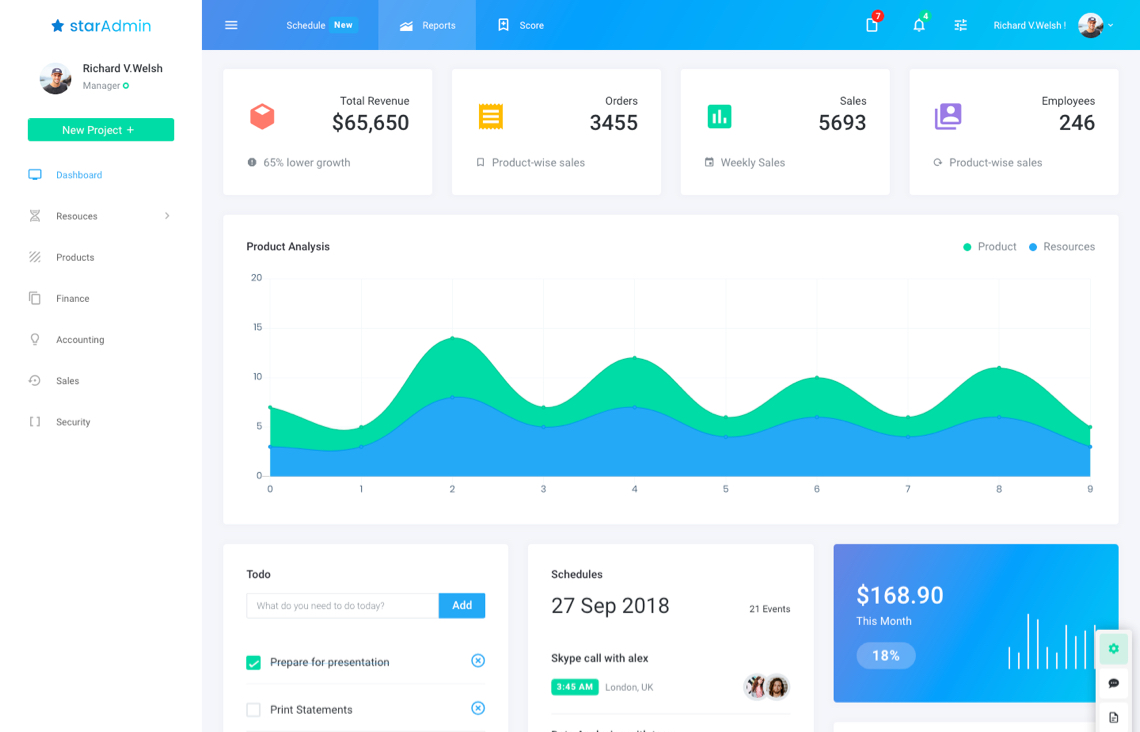 starAdmin
Schedule New
Reports
Score
7
4
Richard V.Welsh !
Richard V.Welsh
Manager
New Project +
Dashboard
Resouces
Products
Finance
Accounting
Sales
Security
Total Revenue
$65,650
65% lower growth
Orders
3455
Product-wise sales
Sales
5693
Weekly Sales
Employees
246
Product-wise sales
Product Analysis
Product
Resources
20
15
10
5
0
0 1 2 3 4 5 6 7 8 9
Todo
What do you need to do today?
Add
Prepare for presentation
Print Statements
Schedules
27 Sep 2018
21 Events
Skype call with alex
3:45 AM London, UK
$168.90
This Month
18%